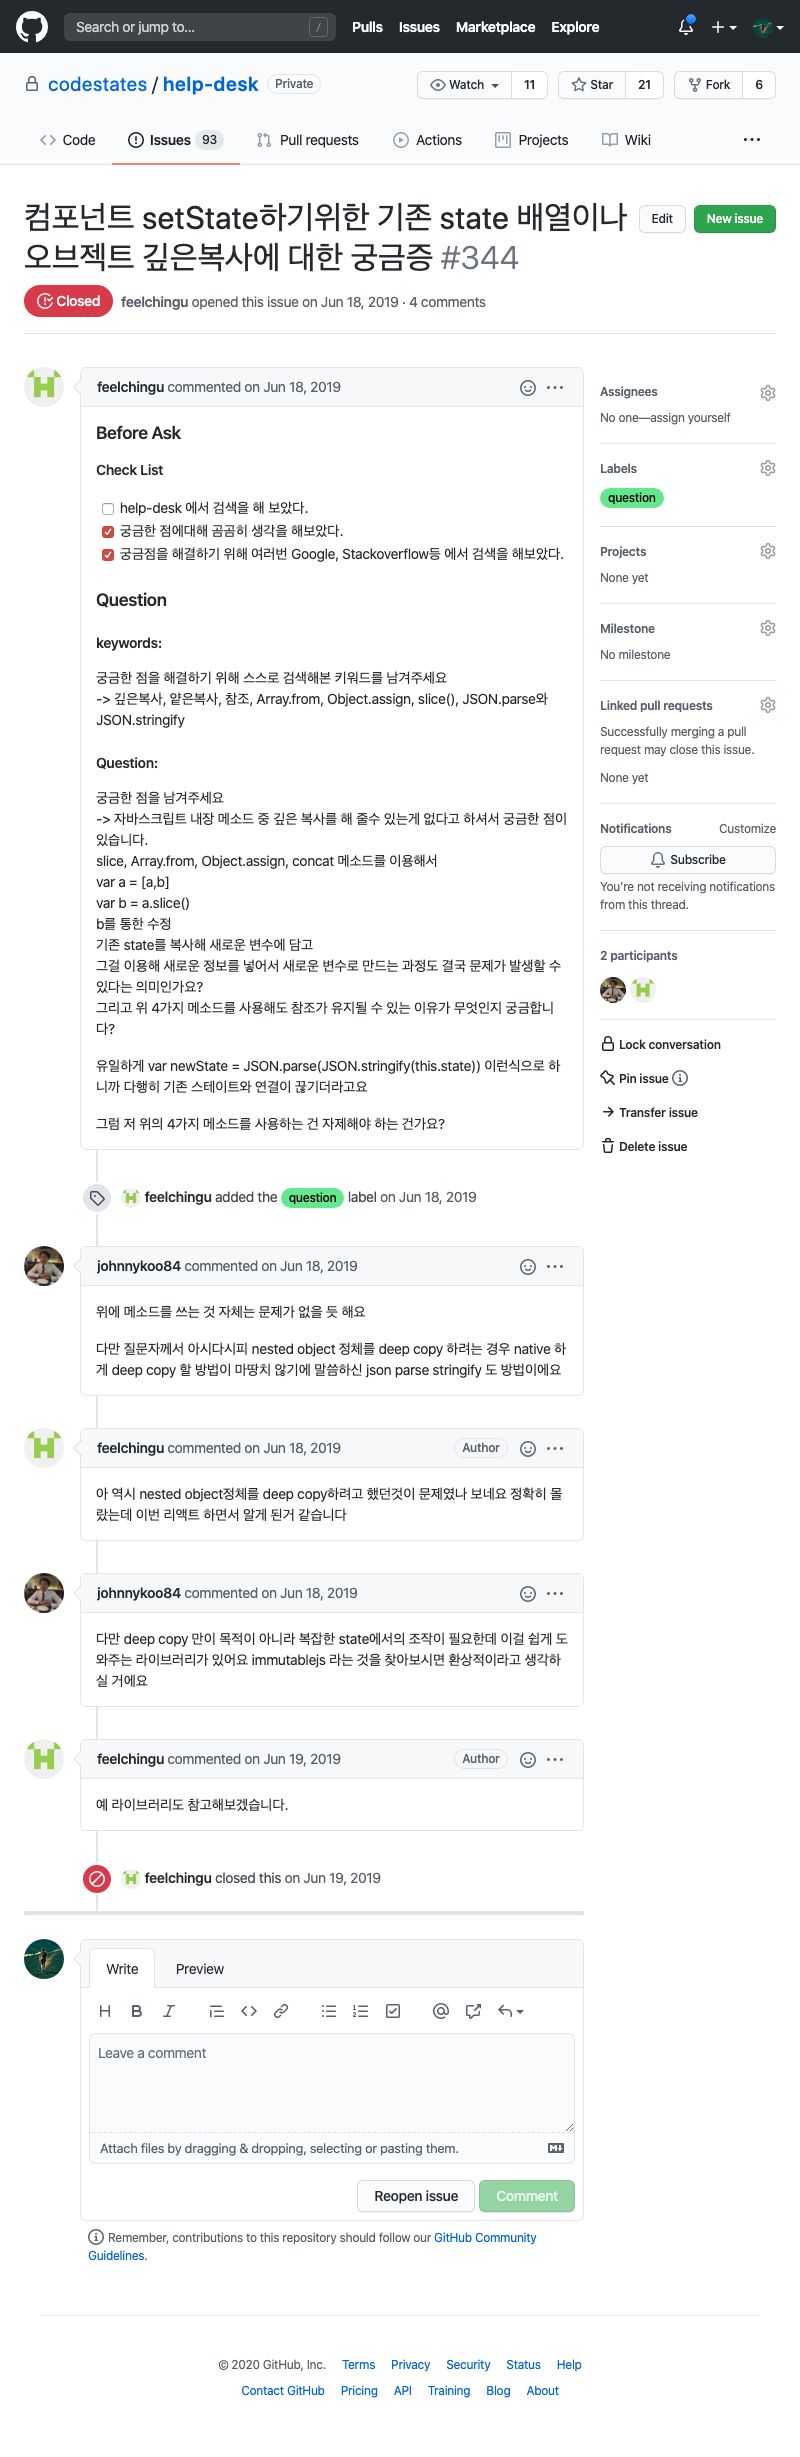 Search or jump to...
/
Pulls
Issues
Marketplace
Explore
codestates / help-desk
Private
Watch
11
Star
21
Fork
6
Code
Issues
93
Pull requests
Actions
Projects
Wiki
컴포넌트 setState하기위한 기존 state 배열이나
오브젝트 깊은복사에 대한 궁금증 #344
Edit
New issue
Closed
feelchingu opened this issue on Jun 18, 2019 · 4 comments
feelchingu commented on Jun 18, 2019
Before Ask
Check List
help-desk 에서 검색을 해 보았다.
궁금한 점에대해 곰곰히 생각을 해보았다.
궁금점을 해결하기 위해 여러번 Google, Stackoverflow등 에서 검색을 해보았다.
Question
keywords:
궁금한 점을 해결하기 위해 스스로 검색해본 키워드를 남겨주세요
-> 깊은복사, 얕은복사, 참조, Array.from, Object.assign, slice(), JSON.parse와
JSON.stringify
Question:
궁금한 점을 남겨주세요
-> 자바스크립트 내장 메소드 중 깊은 복사를 해 줄수 있는게 없다고 하셔서 궁금한 점이
있습니다.
slice, Array.from, Object.assign, concat 메소드를 이용해서
var a = [a,b]
var b = a.slice()
b를 통한 수정
기존 state를 복사해 새로운 변수에 담고
그걸 이용해 새로운 정보를 넣어서 새로운 변수로 만드는 과정도 결국 문제가 발생할 수
있다는 의미인가요?
그리고 위 4가지 메소드를 사용해도 참조가 유지될 수 있는 이유가 무엇인지 궁금합니
다?
유일하게 var newState = JSON.parse(JSON.stringify(this.state)) 이런식으로 하
니까 다행히 기존 스테이트와 연결이 끊기더라고요
그럼 저 위의 4가지 메소드를 사용하는 건 자제해야 하는 건가요?
Assignees
No one—assign yourself
Labels
question
Projects
None yet
Milestone
No milestone
Linked pull requests
Successfully merging a pull
request may close this issue.
None yet
Notifications
Customize
Subscribe
You're not receiving notifications
from this thread.
2 participants
Lock conversation
Pin issue
Transfer issue
Delete issue
feelchingu added the question label on Jun 18, 2019
johnnykoo84 commented on Jun 18, 2019
위에 메소드를 쓰는 것 자체는 문제가 없을 듯 해요
다만 질문자께서 아시다시피 nested object 정체를 deep copy 하려는 경우 native 하
게 deep copy 할 방법이 마땅치 않기에 말씀하신 json parse stringify 도 방법이에요
feelchingu commented on Jun 18, 2019
Author
아 역시 nested object정체를 deep copy하려고 했던것이 문제였나 보네요 정확히 몰
랐는데 이번 리액트 하면서 알게 된거 같습니다
johnnykoo84 commented on Jun 18, 2019
다만 deep copy 만이 목적이 아니라 복잡한 state에서의 조작이 필요한데 이걸 쉽게 도
와주는 라이브러리가 있어요 immutablejs 라는 것을 찾아보시면 환상적이라고 생각하
실 거에요
feelchingu commented on Jun 19, 2019
Author
예 라이브러리도 참고해보겠습니다.
feelchingu closed this on Jun 19, 2019
Write
Preview
Leave a comment
Attach files by dragging & dropping, selecting or pasting them.
Reopen issue
Comment
Remember, contributions to this repository should follow our GitHub Community
Guidelines.
© 2020 GitHub, Inc.
Terms
Privacy
Security
Status
Help
Contact GitHub
Pricing
API
Training
Blog
About